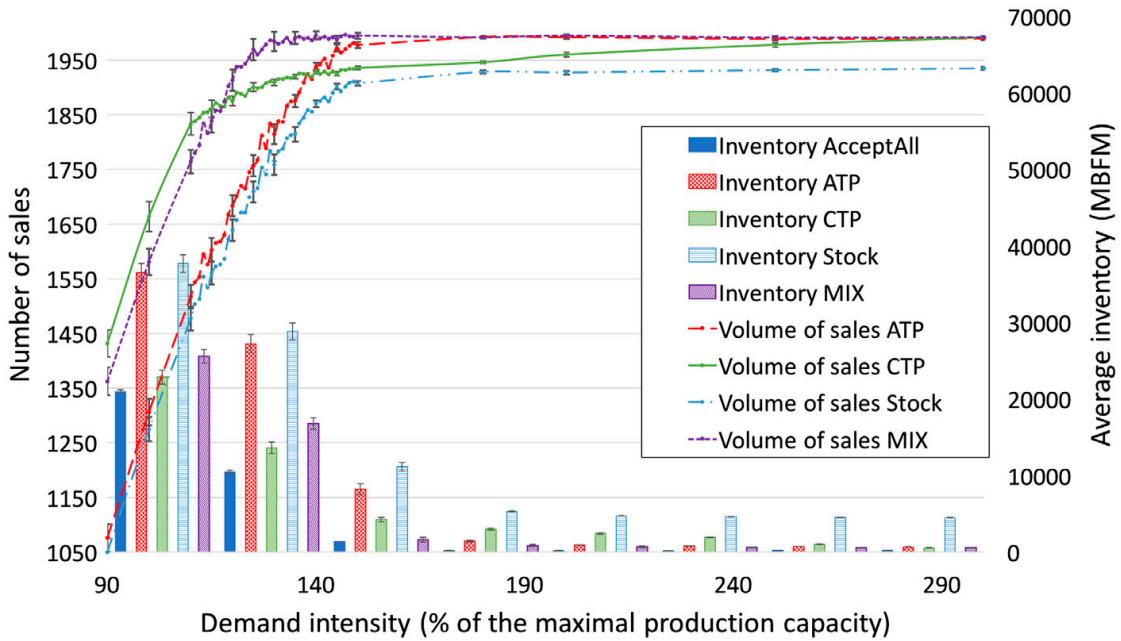 Number of sales
1950
1850
1750
1650
1550
1450
1350
1250
1150
1050
90
140
190
240
290
Demand intensity (% of the maximal production capacity)
70000
60000
50000
40000
30000
20000
10000
0
Average inventory (MBFM)
Inventory AcceptAll
Inventory ATP
Inventory CTP
Inventory Stock
Inventory MIX
Volume of sales ATP
Volume of sales CTP
Volume of sales Stock
Volume of sales MIX